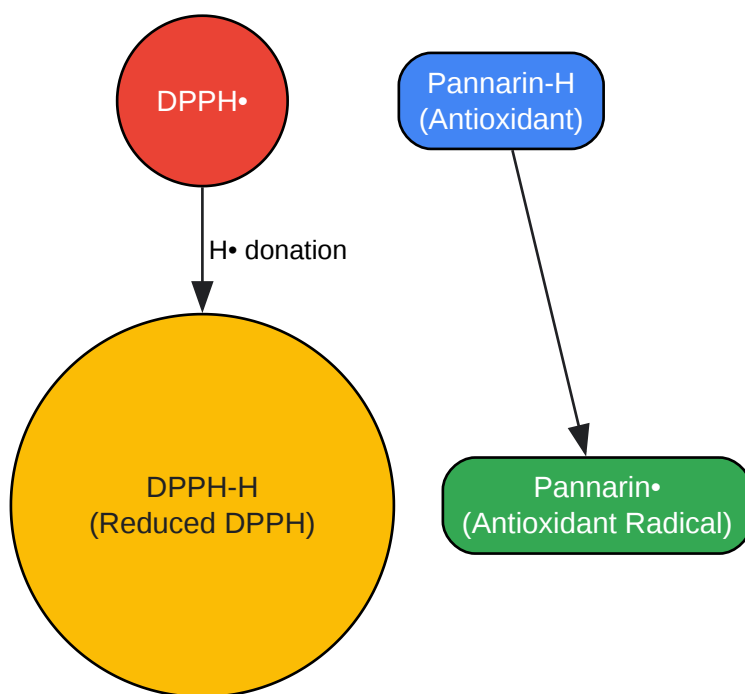 DPPH•
Pannarin-H
(Antioxidant)
H• donation
DPPH-H
(Reduced DPPH)
Pannarin•
(Antioxidant Radical)